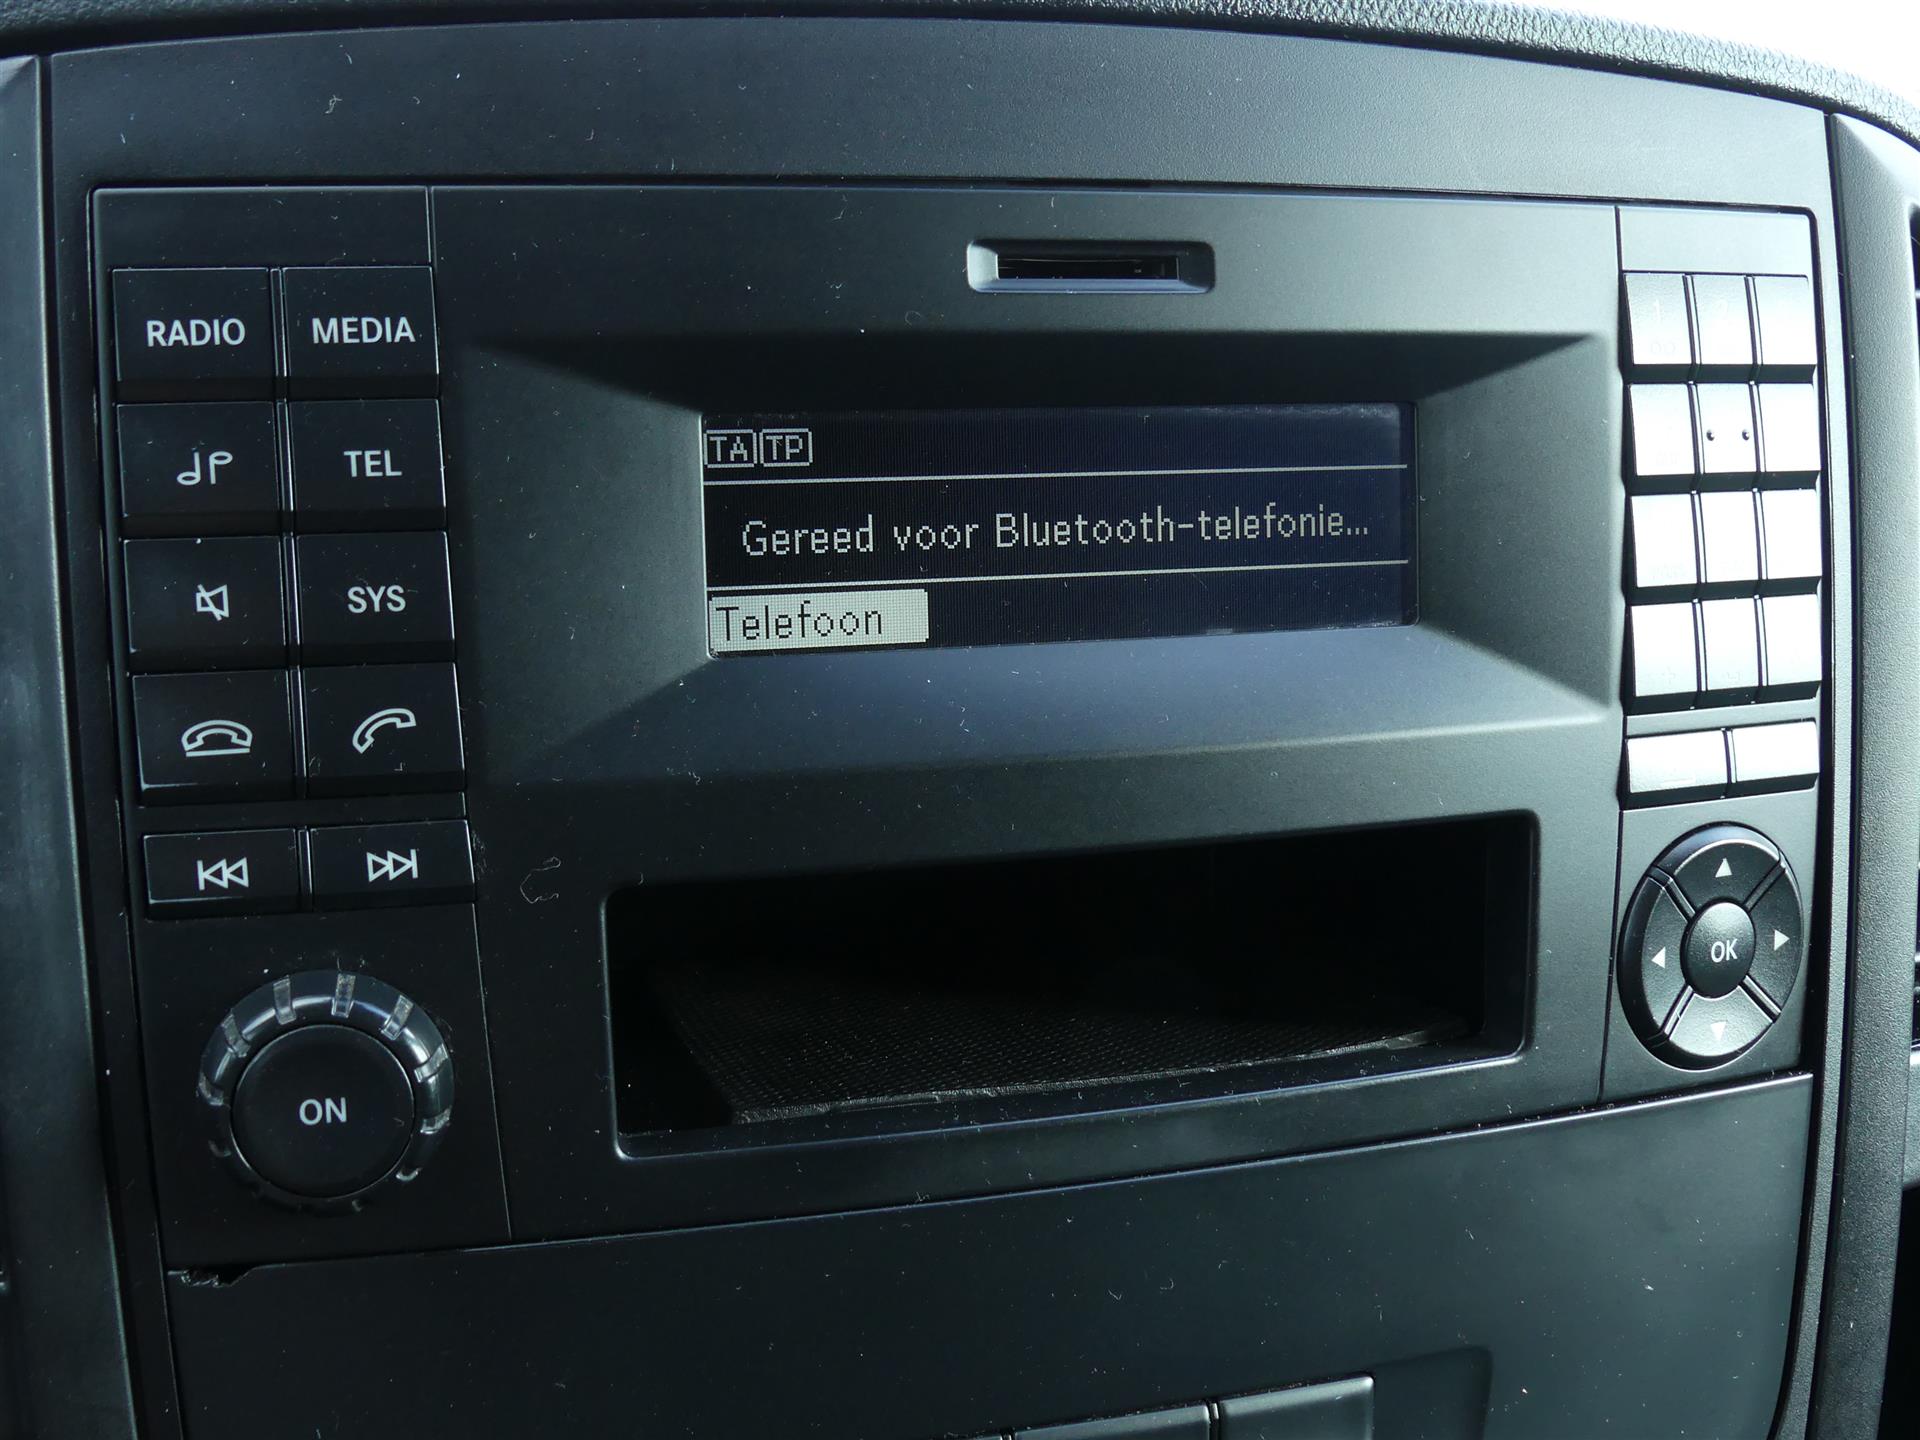 RADIO MEDIA
TEL
SYS
TA TP
Gereed voor Bluetooth-telefonie...
Telefoon
ON
OK